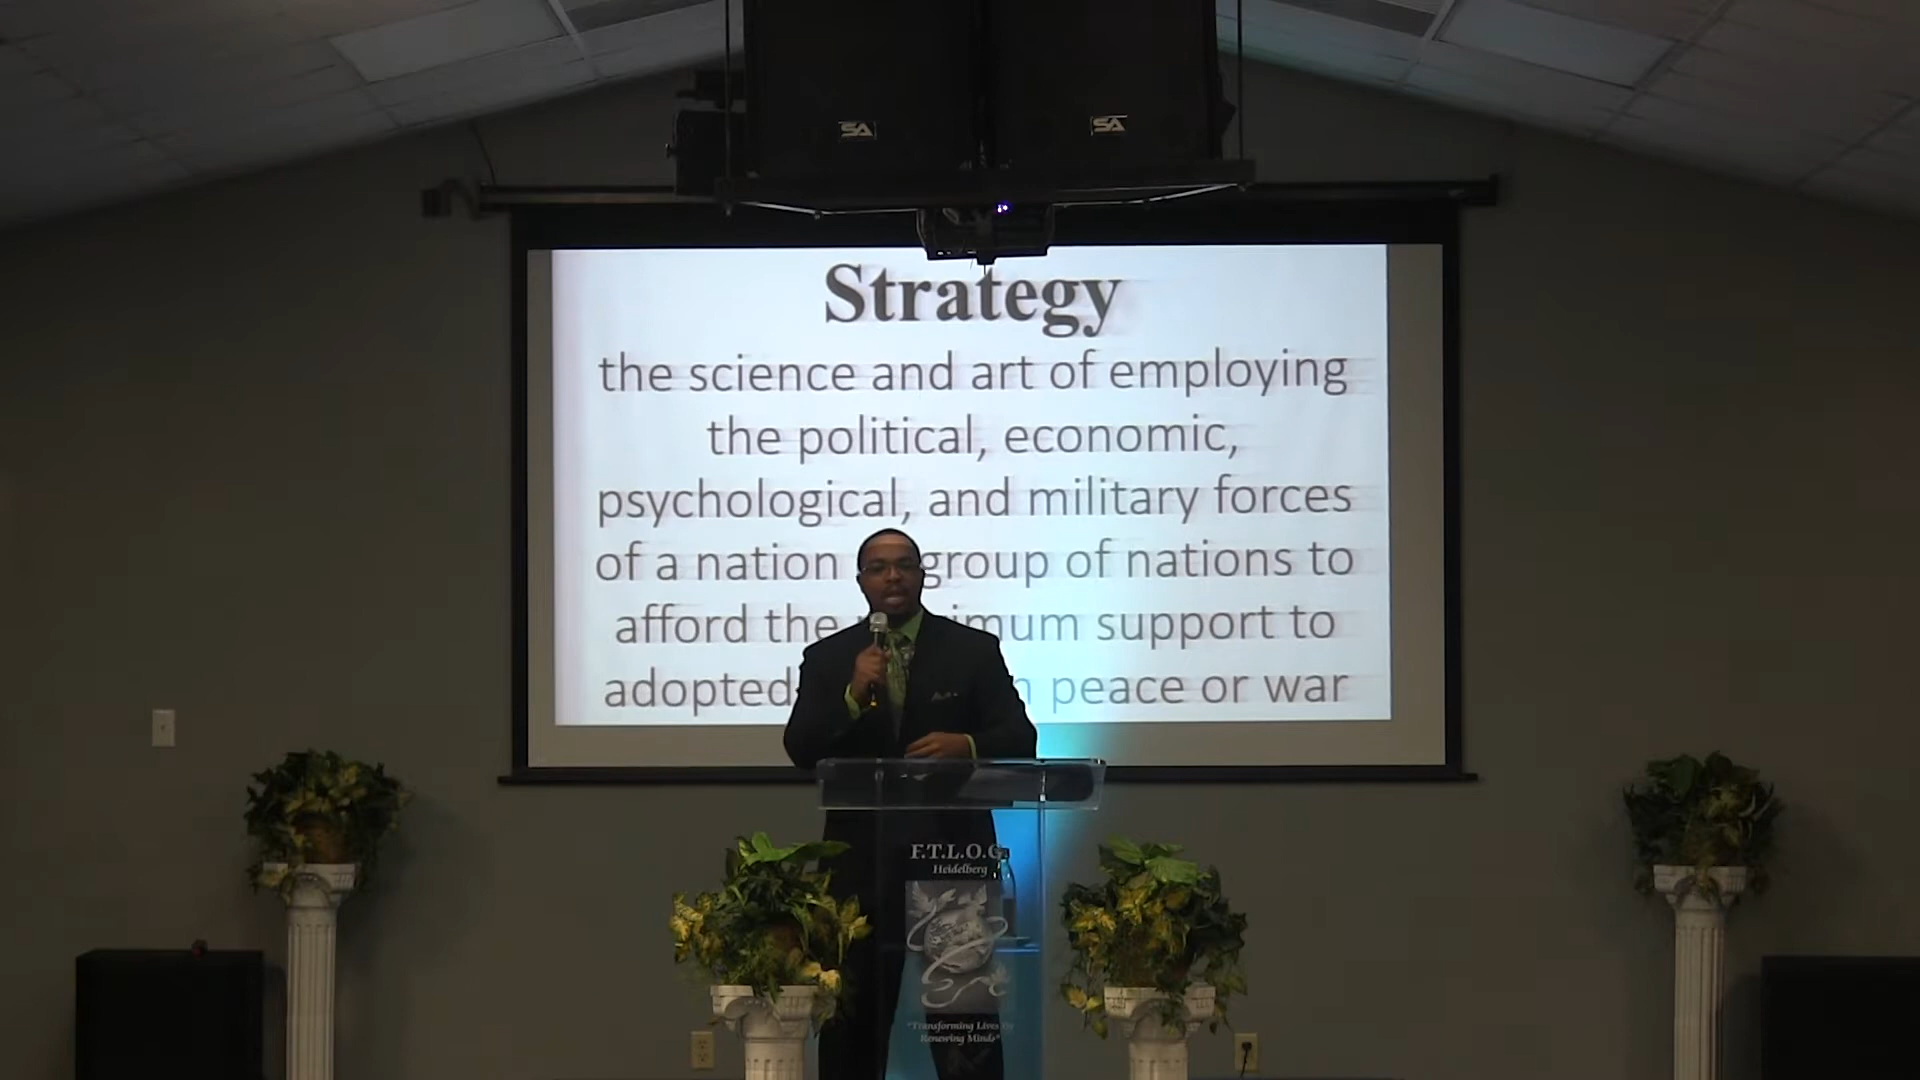 SA
SA
Strategy
the science and art of employing
the political, economic,
psychological, and military forces
of a nation group of nations to
afford the support to
adopted peace or war
F.T.L.O.G.
Heidelberg
"Transforming Lives By
Renewing Minds"